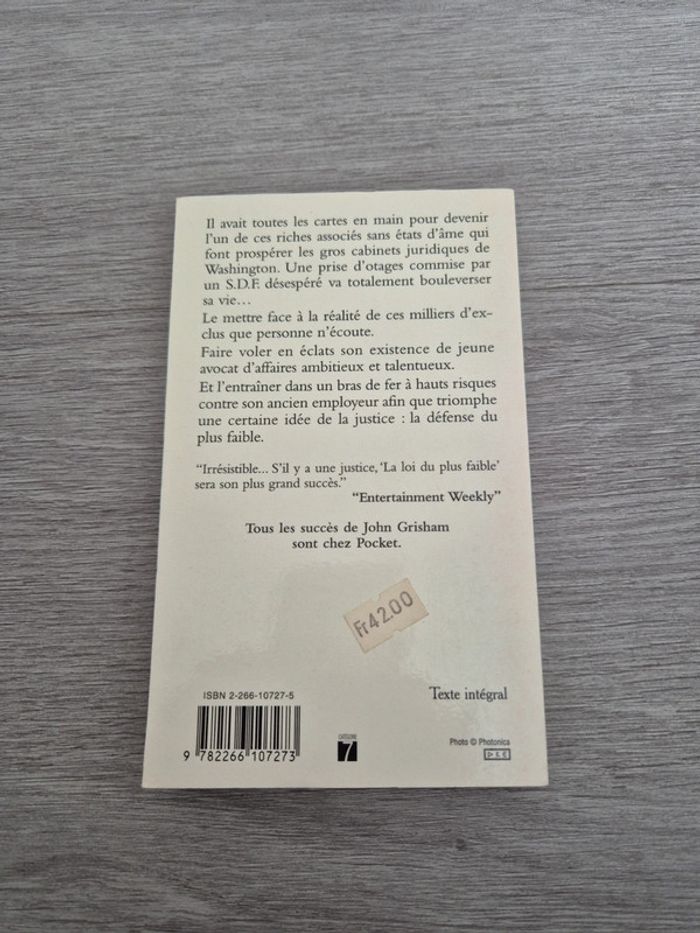 Il avait toutes les cartes en main pour devenir
l'un de ces riches associés sans états d'âme qui
font prospérer les gros cabinets juridiques de
Washington. Une prise d'otages commise par
un S.D.F. désespéré va totalement bouleverser
sa vie…
Le mettre face à la réalité de ces milliers d'ex-
clus que personne n'écoute.
Faire voler en éclats son existence de jeune
avocat d'affaires ambitieux et talentueux.
Et l'entraîner dans un bras de fer à hauts risques
contre son ancien employeur afin que triomphe
une certaine idée de la justice : la défense du
plus faible.
“Irrésistible... S'il y a une justice, ‘La loi du plus faible’
sera son plus grand succès.”
“Entertainment Weekly”
Tous les succès de John Grisham
sont chez Pocket.
Fr 42.00
ISBN 2-266-10727-5
Texte intégral
9 782266 107273
CATÉGORIE
7
Photo © Photonica